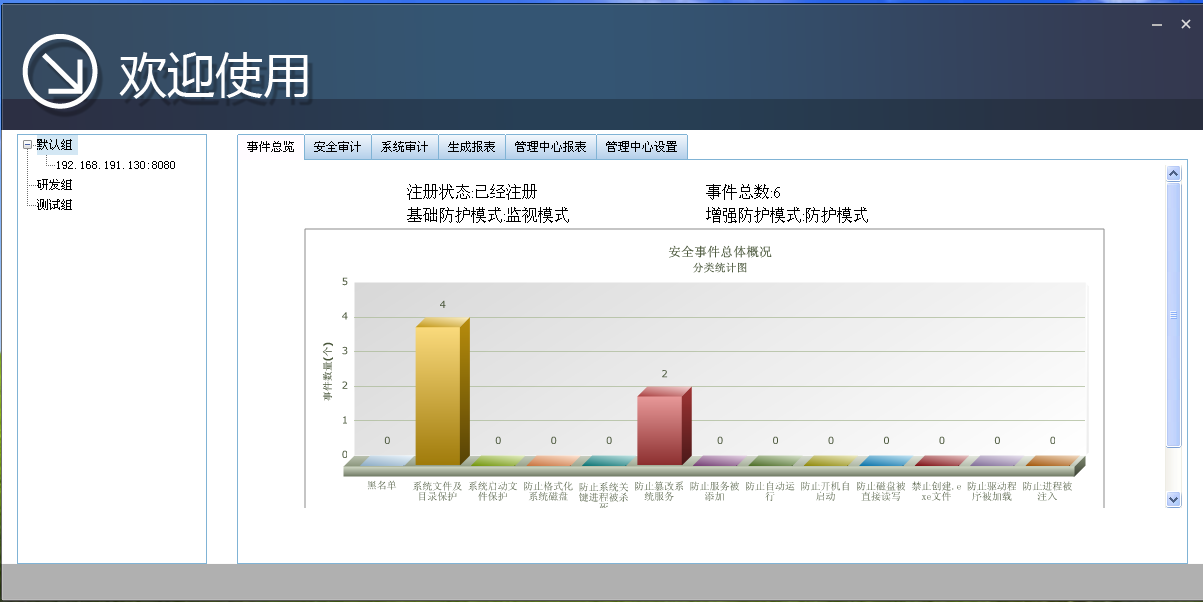 欢迎使用
默认组
192.168.191.130:8080
研发组
测试组
事件总览 安全审计 系统审计 生成报表 管理中心报表 管理中心设置
注册状态:已经注册 事件总数:6
基础防护模式:监视模式 增强防护模式:防护模式
安全事件总体概况
分类统计图
事件数量(个)
5
4
3
2
1
0
0 4 0 0 0 2 0 0 0 0 0 0 0
黑名单
系统文件及
目录保护
系统启动文
件保护
防止格式化
系统磁盘
防止系统关
键进程被杀
防止篡改系
统服务
防止服务被
添加
防止自动运
行
防止开机自
启动
防止磁盘被
直接读写
禁止创建.e
xe文件
防止驱动程
序被加载
防止进程被
注入